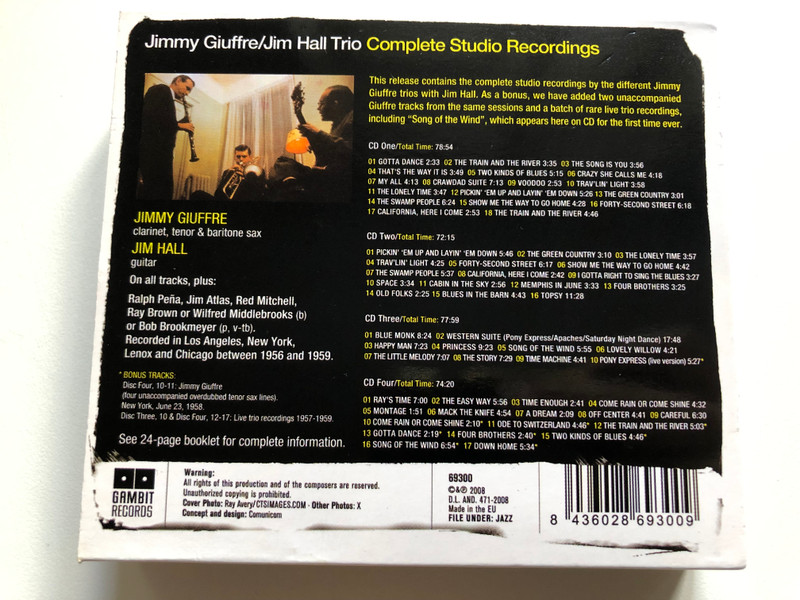 Jimmy Giuffre/Jim Hall Trio Complete Studio Recordings
This release contains the complete studio recordings by the different Jimmy
Giuffre trios with Jim Hall. As a bonus, we have added two unaccompanied
Giuffre tracks from the same sessions and a batch of rare live trio recordings,
including “Song of the Wind”, which appears here on CD for the first time ever.
JIMMY GIUFFRE
clarinet, tenor & baritone sax
JIM HALL
guitar
On all tracks, plus:
Ralph Peña, Jim Atlas, Red Mitchell,
Ray Brown or Wilfred Middlebrooks (b)
or Bob Brookmeyer (p, v-tb).
Recorded in Los Angeles, New York,
Lenox and Chicago between 1956 and 1959.
* BONUS TRACKS:
Disc Four, 10-11: Jimmy Giuffre
(four unaccompanied overdubbed tenor sax lines).
New York, June 23, 1958.
Disc Three, 10 & Disc Four, 12-17: Live trio recordings 1957-1959.
See 24-page booklet for complete information.
CD One/Total Time: 78:54
01 GOTTA DANCE 2:33 02 THE TRAIN AND THE RIVER 3:35 03 THE SONG IS YOU 3:56
04 THAT'S THE WAY IT IS 3:49 05 TWO KINDS OF BLUES 5:15 06 CRAZY SHE CALLS ME 4:18
07 MY ALL 4:13 08 CRAWDAD SUITE 7:13 09 VOODOO 2:53 10 TRAV'LIN' LIGHT 3:58
11 THE LONELY TIME 3:47 12 PICKIN' 'EM UP AND LAYIN' 'EM DOWN 5:26 13 THE GREEN COUNTRY 3:01
14 THE SWAMP PEOPLE 6:24 15 SHOW ME THE WAY TO GO HOME 4:28 16 FORTY-SECOND STREET 6:18
17 CALIFORNIA, HERE I COME 2:53 18 THE TRAIN AND THE RIVER 4:46
CD Two/Total Time: 72:15
01 PICKIN' 'EM UP AND LAYIN' 'EM DOWN 5:46 02 THE GREEN COUNTRY 3:10 03 THE LONELY TIME 3:57
04 TRAV'LIN' LIGHT 4:25 05 FORTY-SECOND STREET 6:17 06 SHOW ME THE WAY TO GO HOME 4:42
07 THE SWAMP PEOPLE 5:37 08 CALIFORNIA, HERE I COME 2:42 09 I GOTTA RIGHT TO SING THE BLUES 3:27
10 SPACE 3:34 11 CABIN IN THE SKY 2:56 12 MEMPHIS IN JUNE 3:33 13 FOUR BROTHERS 3:25
14 OLD FOLKS 2:25 15 BLUES IN THE BARN 4:43 16 TOPSY 11:28
CD Three/Total Time: 77:59
01 BLUE MONK 8:24 02 WESTERN SUITE (Pony Express/Apaches/Saturday Night Dance) 17:48
03 HAPPY MAN 7:23 04 PRINCESS 9:23 05 SONG OF THE WIND 5:55 06 LOVELY WILLOW 4:21
07 THE LITTLE MELODY 7:07 08 THE STORY 7:29 09 TIME MACHINE 4:41 10 PONY EXPRESS (live version) 5:27*
CD Four/Total Time: 74:20
01 RAY'S TIME 7:00 02 THE EASY WAY 5:56 03 TIME ENOUGH 2:41 04 COME RAIN OR COME SHINE 4:32
05 MONTAGE 1:51 06 MACK THE KNIFE 4:54 07 A DREAM 2:09 08 OFF CENTER 4:41 09 CAREFUL 6:30
10 COME RAIN OR COME SHINE 2:10* 11 ODE TO SWITZERLAND 4:46* 12 THE TRAIN AND THE RIVER 5:03*
13 GOTTA DANCE 2:19* 14 FOUR BROTHERS 2:40* 15 TWO KINDS OF BLUES 4:46*
16 SONG OF THE WIND 6:54* 17 DOWN HOME 5:34*
GAMBIT
RECORDS
Warning:
All rights of this production and of the composers are reserved.
Unauthorized copying is prohibited.
Cover Photo: Ray Avery/CTSIMAGES.COM · Other Photos: X
Concept and design: Comunicom
69300
©&℗ 2008
D.L. AND. 471-2008
Made in the EU
FILE UNDER: JAZZ
8 436028 693009